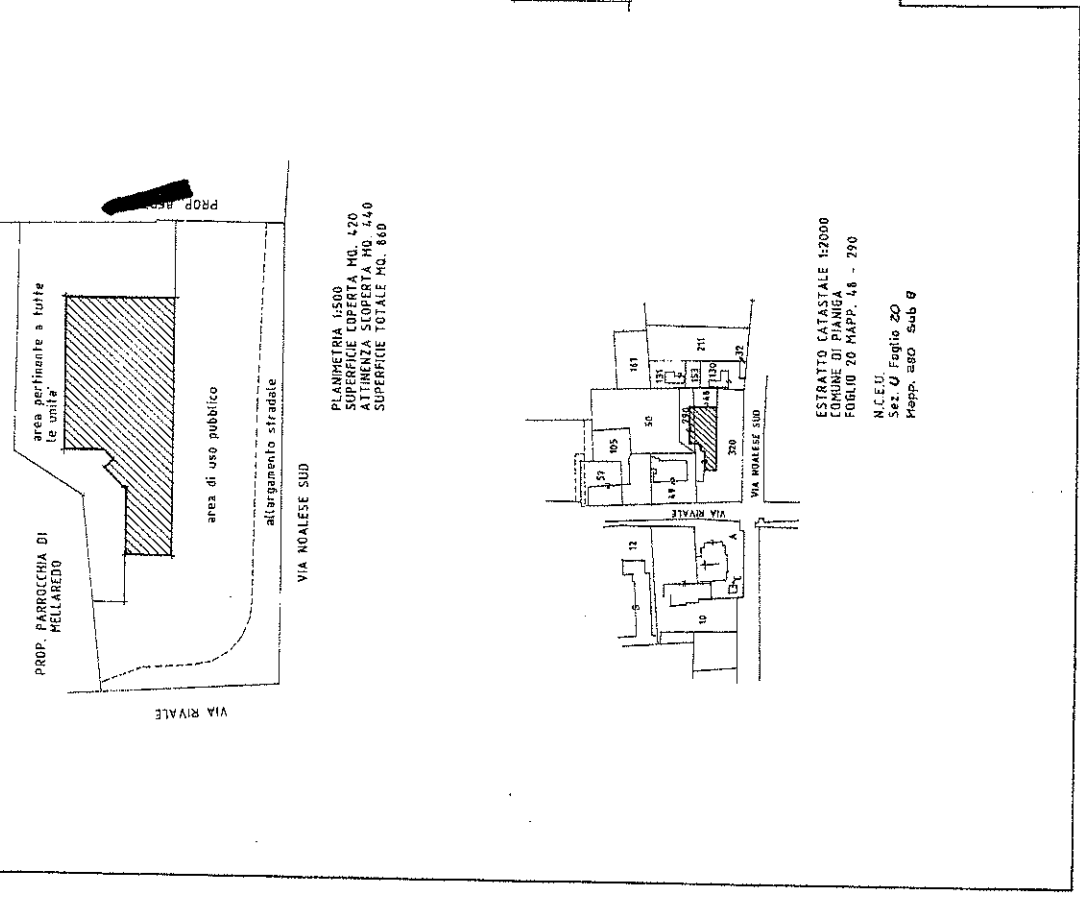 PROP.
area pertinente a tutte
le unita'
PROP. PARROCCHIA DI
MELLAREDO
area di uso pubblico
allargamento stradale
VIA NOALESE SUD
VIA RIVALE
PLANIMETRIA 1:500
SUPERFICIE COPERTA MQ. 420
ATTINENZA SCOPERTA MQ. 440
SUPERFICIE TOTALE MQ. 860
161
211
131
153
130
32
50
290
48
105
57
49
320
VIA NOALESE SUD
VIA RIVALE
12
A
10
ESTRATTO CATASTALE 1:2000
COMUNE DI PIANIGA
FOGLIO 20 MAPP. 48 - 290
N.C.E.U.
Sez. U Foglio 20
Mapp. 290 Sub